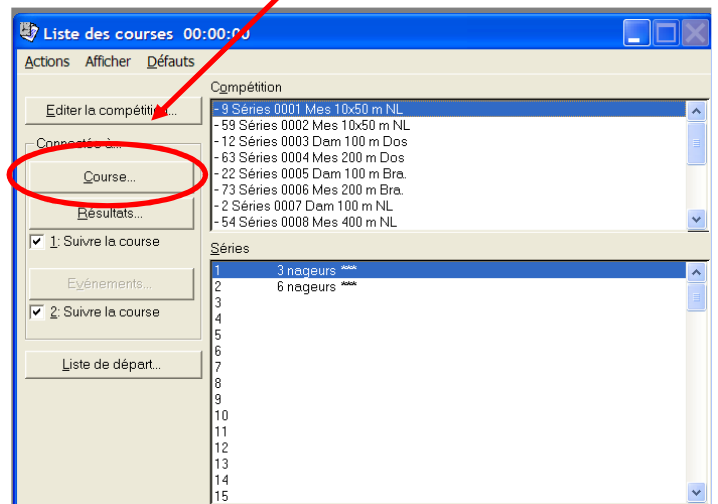 Liste des courses 00:00:00
Actions Afficher Défauts
Compétition
Editer la compétition...
- 9 Séries 0001 Mes 10x50 m NL
- 59 Séries 0002 Mes 10x50 m NL
- 12 Séries 0003 Dam 100 m Dos
- 63 Séries 0004 Mes 200 m Dos
- 22 Séries 0005 Dam 100 m Bra.
- 73 Séries 0006 Mes 200 m Bra.
- 2 Séries 0007 Dam 100 m NL
- 54 Séries 0008 Mes 400 m NL
Connectée à...
Course...
Résultats...
1: Suivre la course
Evénements...
2: Suivre la course
Liste de départ...
Séries
1 3 nageurs ***
2 6 nageurs ***
3
4
5
6
7
8
9
10
11
12
13
14
15